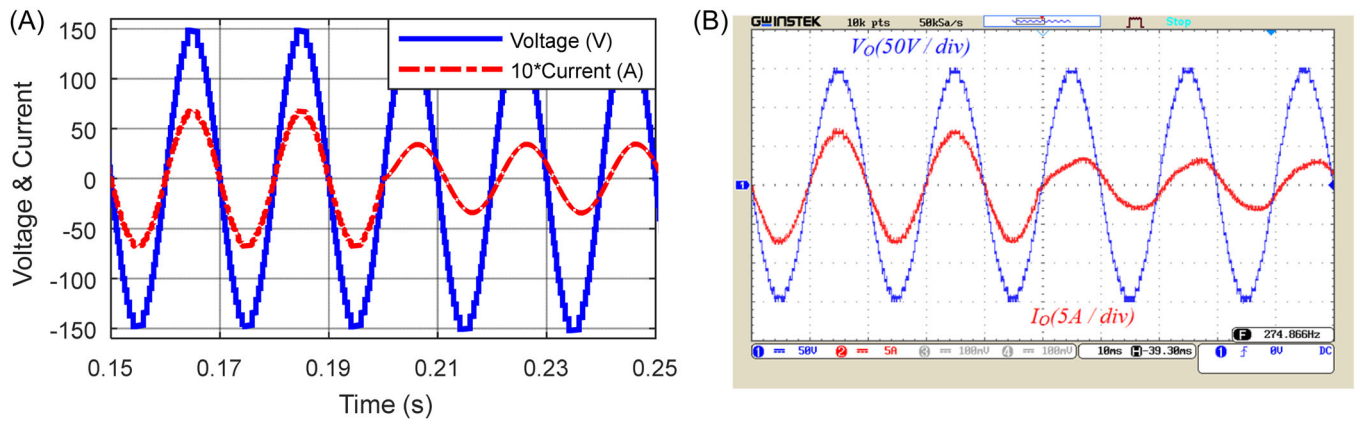 (A)
Voltage & Current
150
100
50
0
-50
-100
-150
Voltage (V)
10*Current (A)
0.15
0.17
0.19
0.21
0.23
0.25
Time (s)
(B)
GWINSTEK 10k pts 50kSa/s Stop
VO(50V / div)
1
IO(5A / div)
F 274.866Hz
1 50V 2 5A 3 100mV 4 100mV 10ms H -39.30ms 1 0V DC